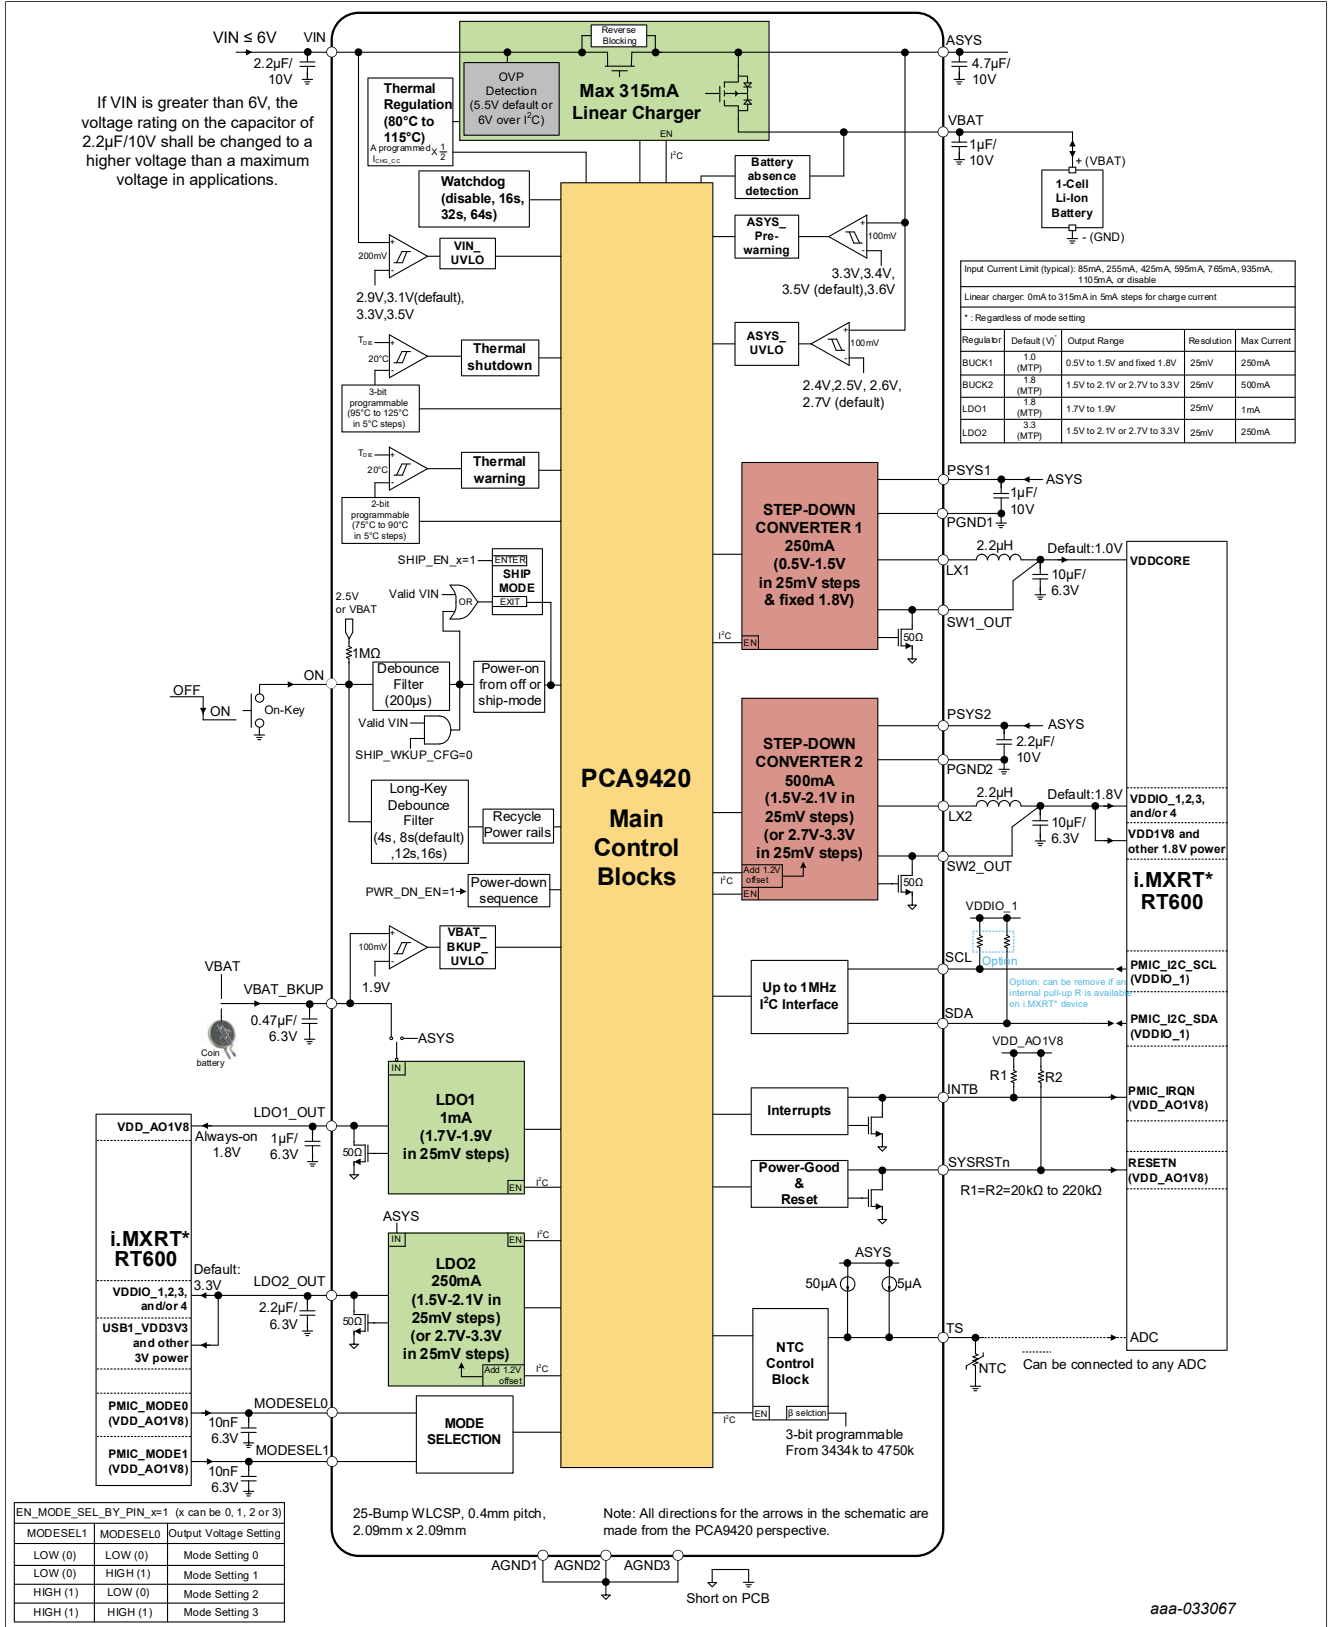 VIN ≤ 6V
VIN
2.2µF/
10V
If VIN is greater than 6V, the
voltage rating on the capacitor of
2.2µF/10V shall be changed to a
higher voltage than a maximum
voltage in applications.
Reverse
Blocking
OVP
Detection
(5.5V default or
6V over I²C)
Max 315mA
Linear Charger
EN
I²C
Thermal
Regulation
(80°C to
115°C)
A programmed
I_CHG_CC
X 1/2
ASYS
4.7µF/
10V
VBAT
1µF/
10V
+ (VBAT)
1-Cell
Li-Ion
Battery
- (GND)
Battery
absence
detection
Watchdog
(disable, 16s,
32s, 64s)
200mV
VIN_
UVLO
2.9V,3.1V(default),
3.3V,3.5V
ASYS_
Pre-
warning
100mV
3.3V,3.4V,
3.5V (default),3.6V
ASYS_
UVLO
100mV
2.4V,2.5V, 2.6V,
2.7V (default)
Input Current Limit (typical): 85mA, 255mA, 425mA, 595mA, 765mA, 935mA,
1105mA, or disable
Linear charger: 0mA to 315mA in 5mA steps for charge current
* : Regardless of mode setting
Regulator Default (V)* Output Range Resolution Max Current
BUCK1 1.0 (MTP) 0.5V to 1.5V and fixed 1.8V 25mV 250mA
BUCK2 1.8 (MTP) 1.5V to 2.1V or 2.7V to 3.3V 25mV 500mA
LDO1 1.8 (MTP) 1.7V to 1.9V 25mV 1mA
LDO2 3.3 (MTP) 1.5V to 2.1V or 2.7V to 3.3V 25mV 250mA
T_DIE
20°C
Thermal
shutdown
3-bit
programmable
(95°C to 125°C
in 5°C steps)
T_DIE
20°C
Thermal
warning
2-bit
programmable
(75°C to 90°C
in 5°C steps)
SHIP_EN_x=1
ENTER
SHIP
MODE
EXIT
Valid VIN
OR
2.5V
or VBAT
1MΩ
ON
OFF
ON
On-Key
Debounce
Filter
(200µs)
Power-on
from off or
ship-mode
Valid VIN
SHIP_WKUP_CFG=0
Long-Key
Debounce
Filter
(4s, 8s(default)
,12s,16s)
Recycle
Power rails
PWR_DN_EN=1
Power-down
sequence
PCA9420
Main
Control
Blocks
STEP-DOWN
CONVERTER 1
250mA
(0.5V-1.5V
in 25mV steps
& fixed 1.8V)
I²C
EN
PSYS1
ASYS
1µF/
10V
PGND1
2.2µH
LX1
Default:1.0V
10µF/
6.3V
SW1_OUT
50Ω
VDDCORE
STEP-DOWN
CONVERTER 2
500mA
(1.5V-2.1V in
25mV steps)
(or 2.7V-3.3V
in 25mV steps)
Add 1.2V
offset
I²C
EN
PSYS2
ASYS
2.2µF/
10V
PGND2
2.2µH
LX2
Default:1.8V
10µF/
6.3V
SW2_OUT
50Ω
VDDIO_1,2,3,
and/or 4
VDD1V8 and
other 1.8V power
i.MXRT*
RT600
100mV
VBAT_
BKUP_
UVLO
1.9V
VBAT
VBAT_BKUP
0.47µF/
6.3V
Coin
battery
ASYS
IN
LDO1
1mA
(1.7V-1.9V
in 25mV steps)
EN
I²C
LDO1_OUT
VDD_AO1V8
Always-on
1.8V
1µF/
6.3V
50Ω
ASYS
IN
EN
I²C
LDO2
250mA
(1.5V-2.1V in
25mV steps)
(or 2.7V-3.3V
in 25mV steps)
Add 1.2V
offset
I²C
i.MXRT*
RT600
Default:
3.3V
LDO2_OUT
2.2µF/
6.3V
50Ω
VDDIO_1,2,3,
and/or 4
USB1_VDD3V3
and other
3V power
PMIC_MODE0
(VDD_AO1V8)
10nF
6.3V
MODESEL0
PMIC_MODE1
(VDD_AO1V8)
10nF
6.3V
MODESEL1
MODE
SELECTION
VDDIO_1
Option
SCL
Up to 1MHz
I²C Interface
SDA
Option: can be remove if an
internal pull-up R is available
on i.MXRT* device
PMIC_I2C_SCL
(VDDIO_1)
PMIC_I2C_SDA
(VDDIO_1)
VDD_AO1V8
R1
R2
Interrupts
INTB
PMIC_IRQN
(VDD_AO1V8)
Power-Good
&
Reset
SYSRSTn
R1=R2=20kΩ to 220kΩ
RESETN
(VDD_AO1V8)
ASYS
50µA
5µA
NTC
Control
Block
TS
NTC
ADC
Can be connected to any ADC
I²C
EN
β selction
3-bit programmable
From 3434k to 4750k
EN_MODE_SEL_BY_PIN_x=1 (x can be 0, 1, 2 or 3)
MODESEL1 MODESEL0 Output Voltage Setting
LOW (0) LOW (0) Mode Setting 0
LOW (0) HIGH (1) Mode Setting 1
HIGH (1) LOW (0) Mode Setting 2
HIGH (1) HIGH (1) Mode Setting 3
25-Bump WLCSP, 0.4mm pitch,
2.09mm x 2.09mm
Note: All directions for the arrows in the schematic are
made from the PCA9420 perspective.
AGND1
AGND2
AGND3
Short on PCB
aaa-033067